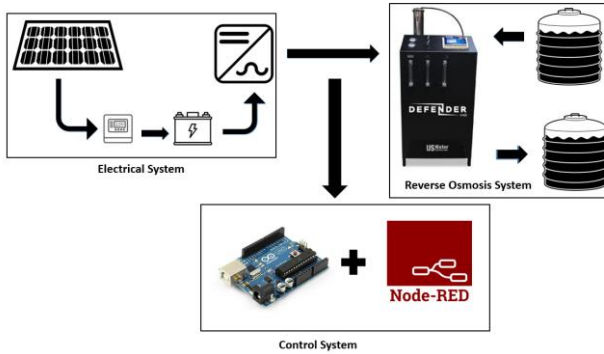 Electrical System
DEFENDER
US Water
Reverse Osmosis System
Node-RED
Control System